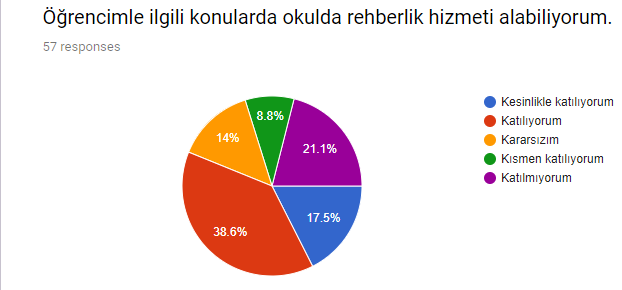 Öğrencimle ilgili konularda okulda rehberlik hizmeti alabiliyorum.
57 responses
8.8%
14%
21.1%
17.5%
38.6%
Kesinlikle katılıyorum
Katılıyorum
Kararsızım
Kısmen katılıyorum
Katılmıyorum